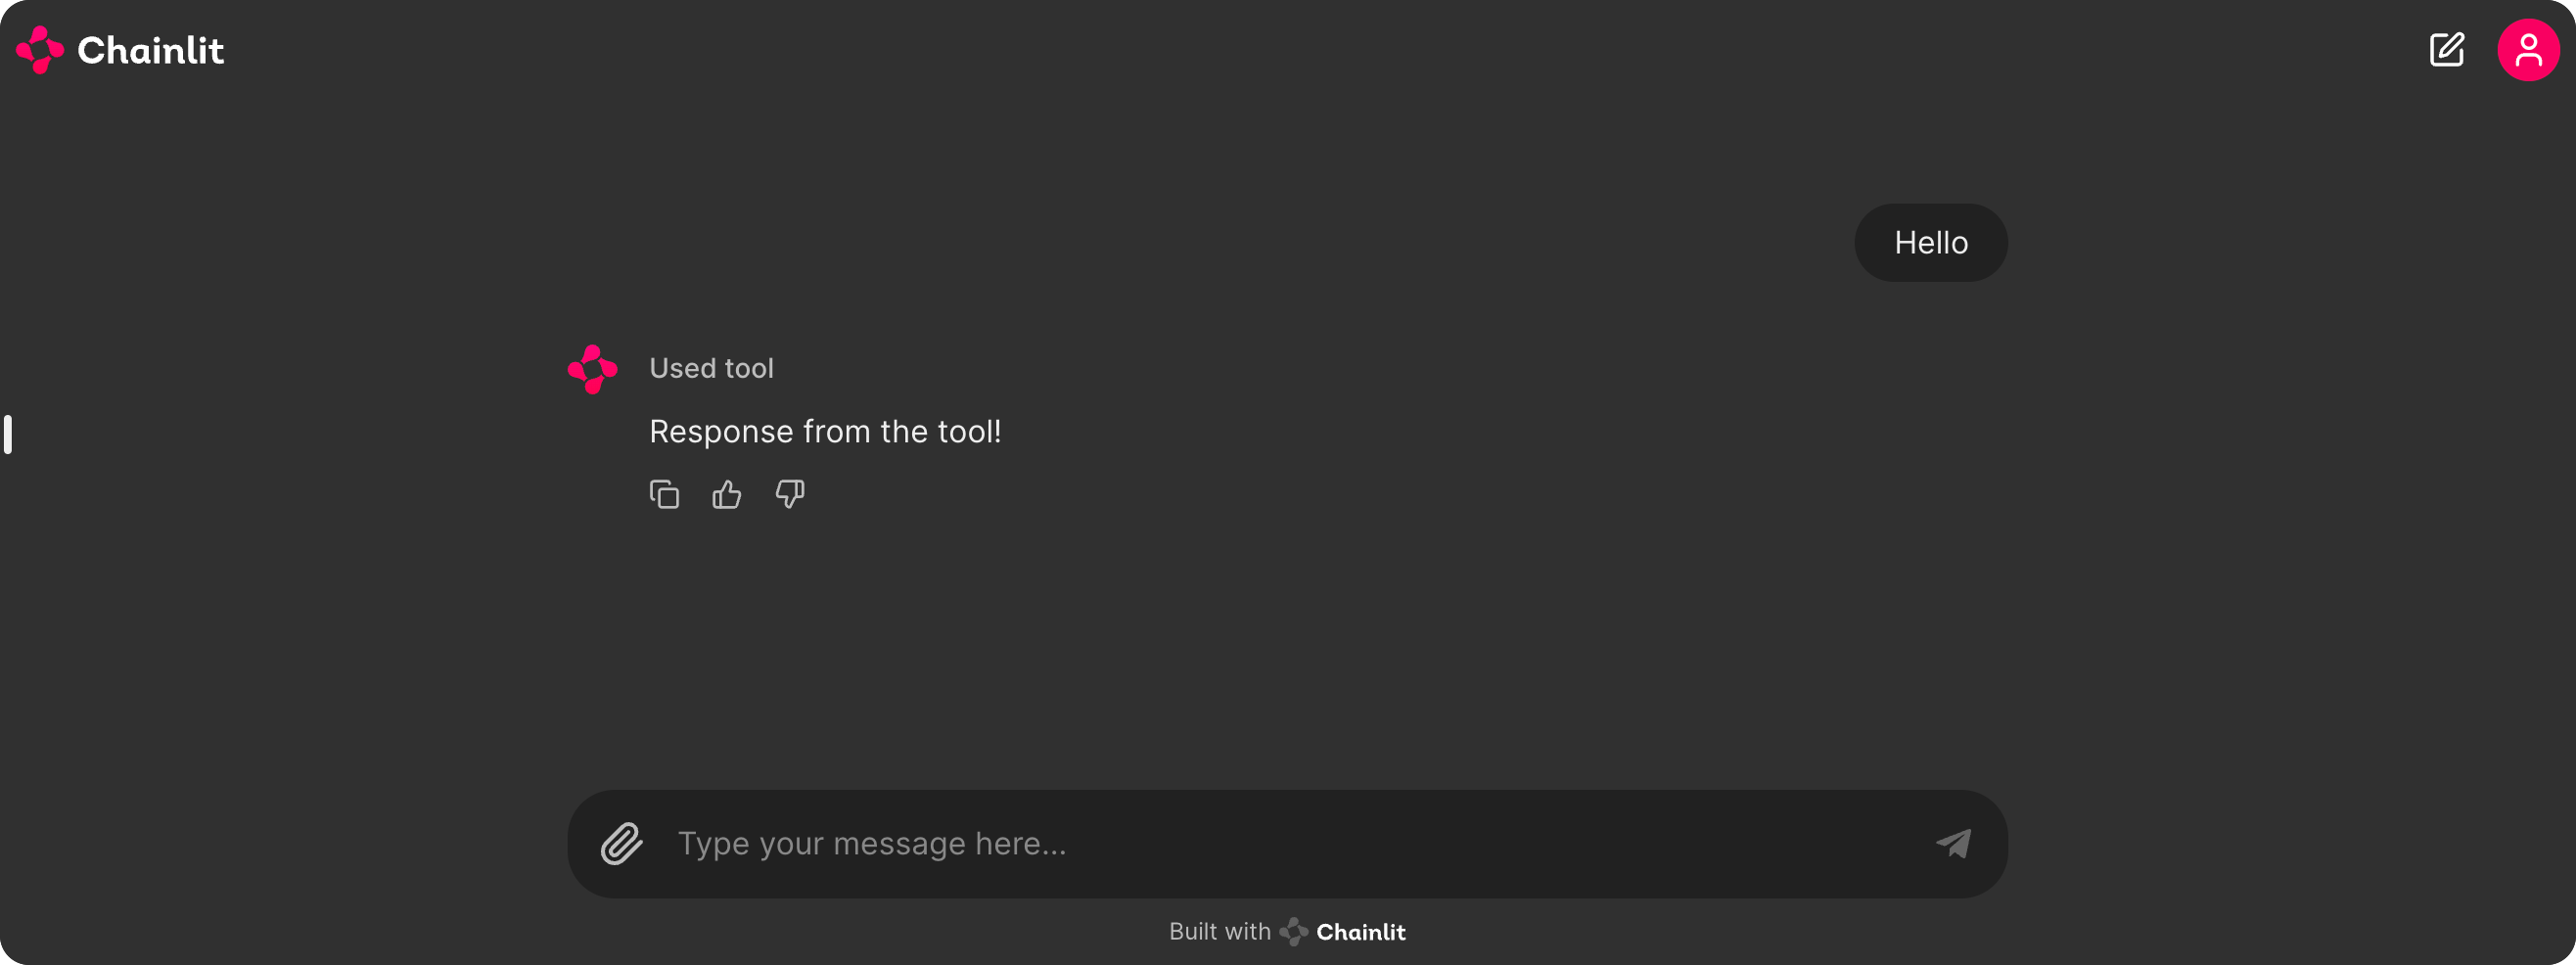 Chainlit
Hello
Used tool
Response from the tool!
Type your message here...
Built with Chainlit